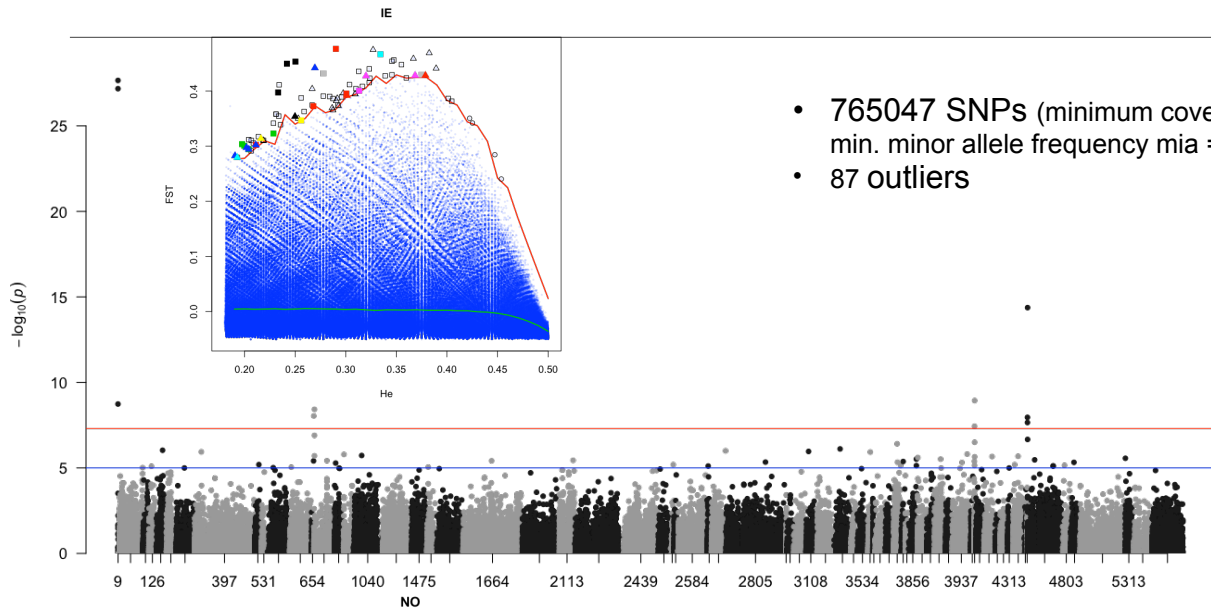 IE
FST
0.4
0.3
0.2
0.1
0.0
0.20 0.25 0.30 0.35 0.40 0.45 0.50
He
• 765047 SNPs (minimum cove
min. minor allele frequency mia =
• 87 outliers
−log₁₀(p)
25
20
15
10
5
0
9 126 397 531 654 1040 1475 1664 2113 2439 2584 2805 3108 3534 3856 3937 4313 4803 5313
NO